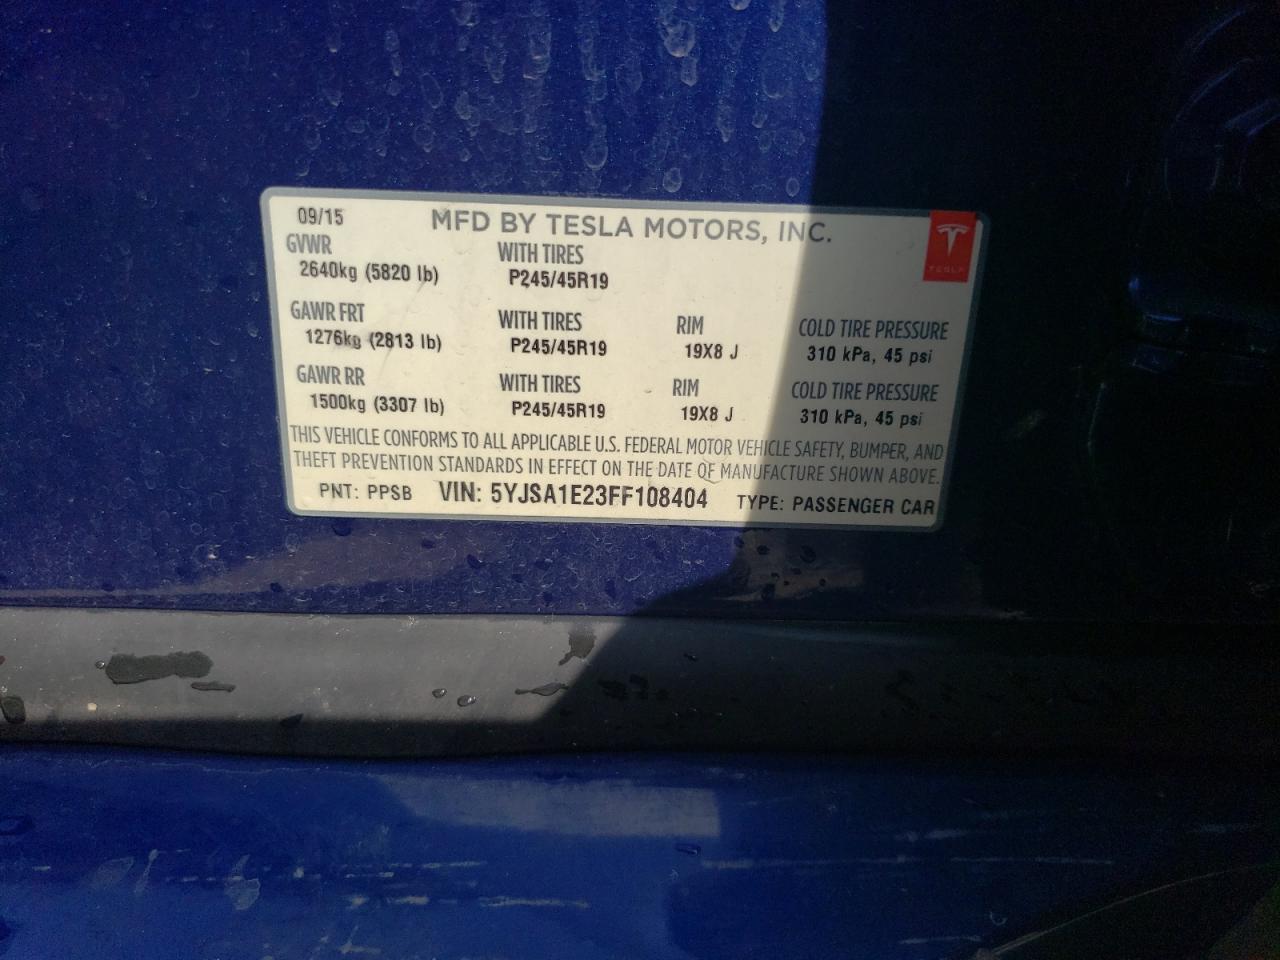 09/15 MFD BY TESLA MOTORS, INC.
GVWR WITH TIRES TESLA
2640kg (5820 lb) P245/45R19
GAWR FRT WITH TIRES RIM COLD TIRE PRESSURE
1276kg (2813 lb) P245/45R19 19X8 J 310 kPa, 45 psi
GAWR RR WITH TIRES RIM COLD TIRE PRESSURE
1500kg (3307 lb) P245/45R19 19X8 J 310 kPa, 45 psi
THIS VEHICLE CONFORMS TO ALL APPLICABLE U.S. FEDERAL MOTOR VEHICLE SAFETY, BUMPER, AND
THEFT PREVENTION STANDARDS IN EFFECT ON THE DATE OF MANUFACTURE SHOWN ABOVE.
PNT: PPSB VIN: 5YJSA1E23FF108404 TYPE: PASSENGER CAR